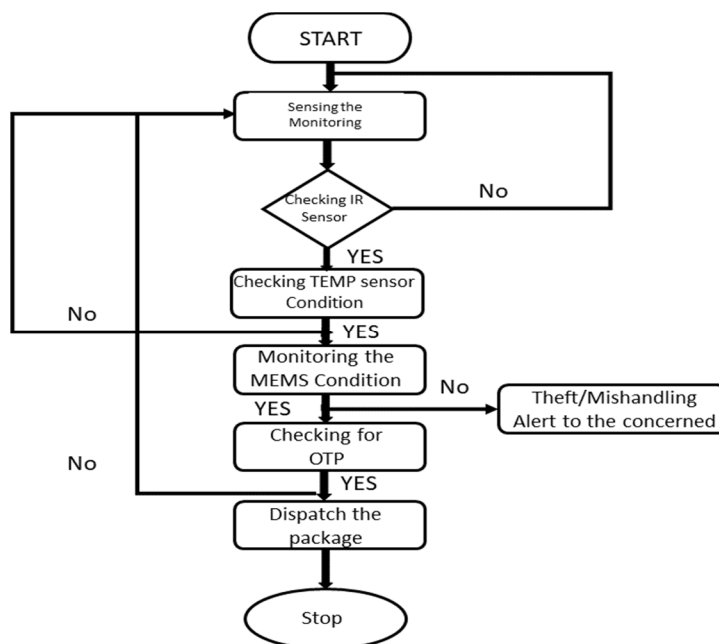 START
Sensing the
Monitoring
Checking IR
Sensor
No
YES
Checking TEMP sensor
Condition
No
YES
Monitoring the
MEMS Condition
No
Theft/Mishandling
Alert to the concerned
YES
Checking for
OTP
No
YES
Dispatch the
package
Stop